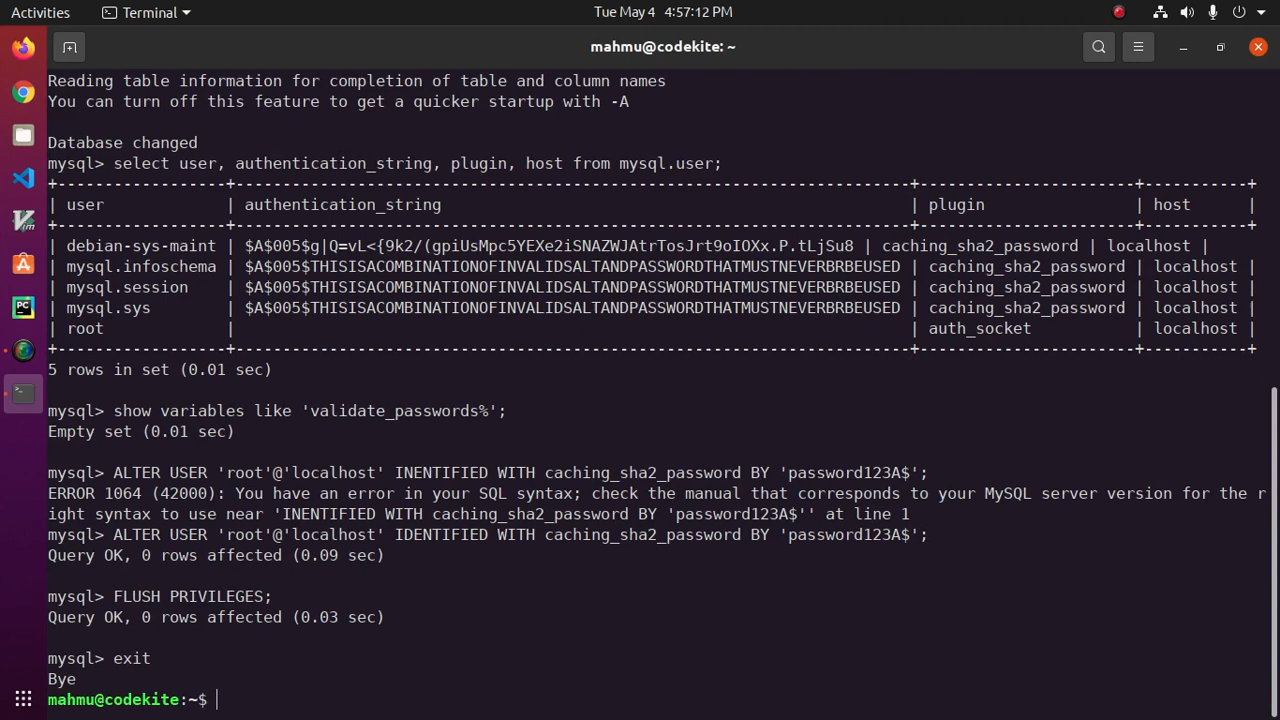 Activities
Terminal
Tue May 4 4:57:12 PM
mahmu@codekite: ~
Reading table information for completion of table and column names
You can turn off this feature to get a quicker startup with -A
Database changed
mysql> select user, authentication_string, plugin, host from mysql.user;
+------------------+------------------------------------------------------------------------+-----------------------+-----------+
| user             | authentication_string                                                  | plugin                | host      |
+------------------+------------------------------------------------------------------------+-----------------------+-----------+
| debian-sys-maint | $A$005$g|Q=vL<{9k2/(gpiUsMpc5YEXe2iSNAZWJAtrTosJrt9oIOXx.P.tLjSu8 | caching_sha2_password | localhost |
| mysql.infoschema | $A$005$THISISACOMBINATIONOFINVALIDSALTANDPASSWORDTHATMUSTNEVERBRBEUSED | caching_sha2_password | localhost |
| mysql.session    | $A$005$THISISACOMBINATIONOFINVALIDSALTANDPASSWORDTHATMUSTNEVERBRBEUSED | caching_sha2_password | localhost |
| mysql.sys        | $A$005$THISISACOMBINATIONOFINVALIDSALTANDPASSWORDTHATMUSTNEVERBRBEUSED | caching_sha2_password | localhost |
| root             |                                                                        | auth_socket           | localhost |
+------------------+------------------------------------------------------------------------+-----------------------+-----------+
5 rows in set (0.01 sec)
mysql> show variables like 'validate_passwords%';
Empty set (0.01 sec)
mysql> ALTER USER 'root'@'localhost' INENTIFIED WITH caching_sha2_password BY 'password123A$';
ERROR 1064 (42000): You have an error in your SQL syntax; check the manual that corresponds to your MySQL server version for the r
ight syntax to use near 'INENTIFIED WITH caching_sha2_password BY 'password123A$'' at line 1
mysql> ALTER USER 'root'@'localhost' IDENTIFIED WITH caching_sha2_password BY 'password123A$';
Query OK, 0 rows affected (0.09 sec)
mysql> FLUSH PRIVILEGES;
Query OK, 0 rows affected (0.03 sec)
mysql> exit
Bye
mahmu@codekite:~$